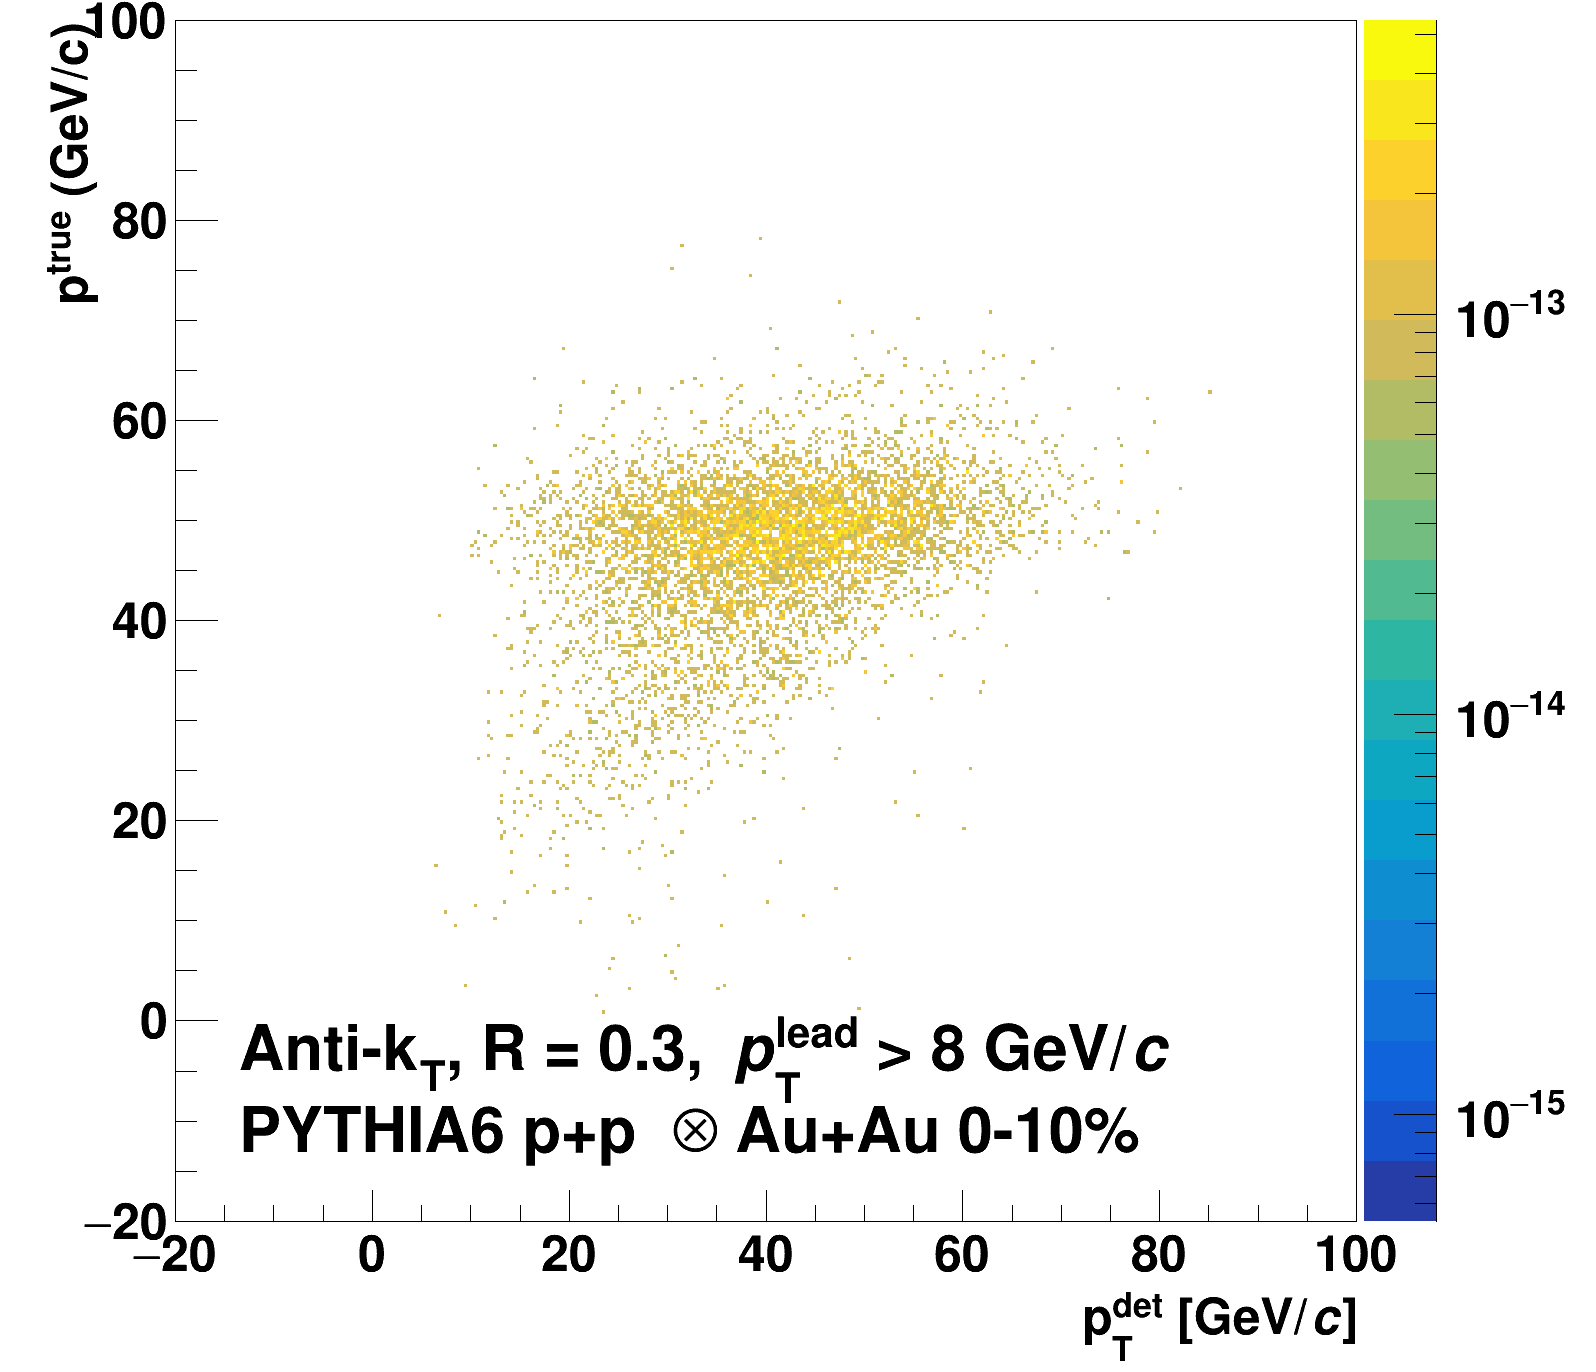 p^true (GeV/c)
100
80
60
40
20
0
−20
−20 0 20 40 60 80 100
p_T^det [GeV/c]
10^−13
10^−14
10^−15
Anti-k_T, R = 0.3, p_T^lead > 8 GeV/c
PYTHIA6 p+p ⊗ Au+Au 0-10%